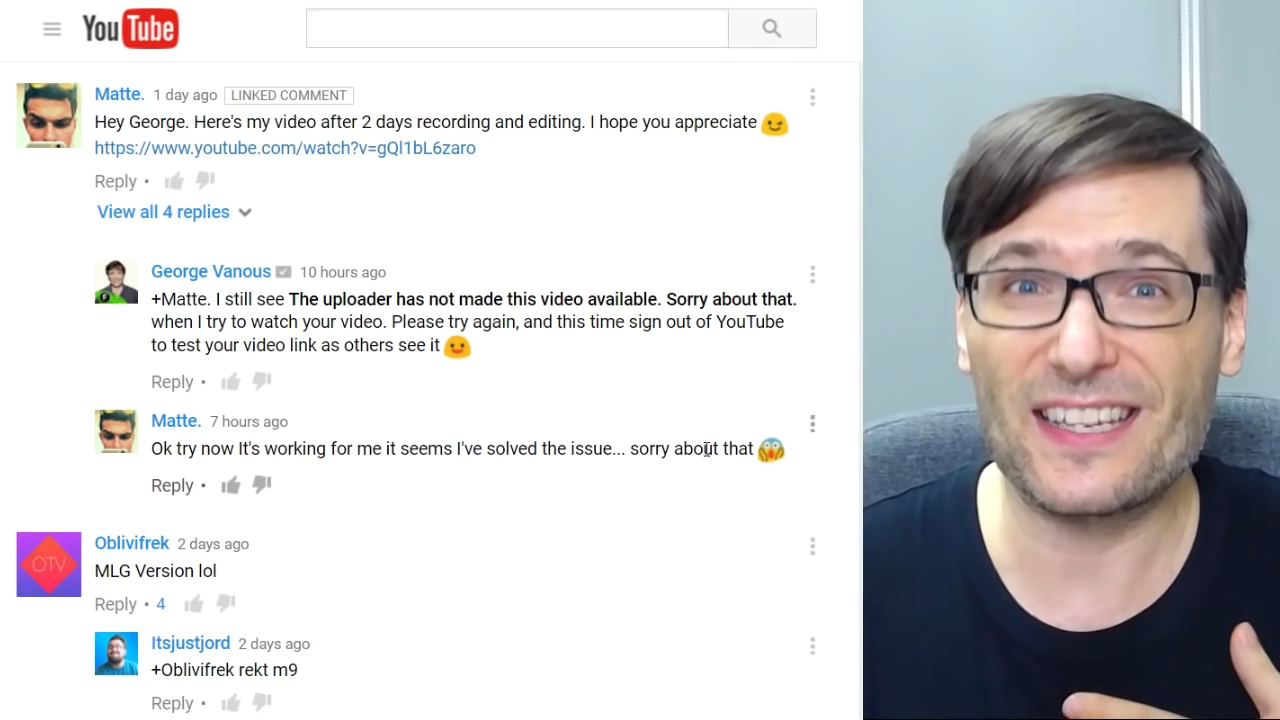 YouTube
Matte. 1 day ago LINKED COMMENT
Hey George. Here's my video after 2 days recording and editing. I hope you appreciate 😉
https://www.youtube.com/watch?v=gQl1bL6zaro
Reply •
View all 4 replies
George Vanous 10 hours ago
+Matte. I still see The uploader has not made this video available. Sorry about that.
when I try to watch your video. Please try again, and this time sign out of YouTube
to test your video link as others see it 😀
Reply •
Matte. 7 hours ago
Ok try now It's working for me it seems I've solved the issue... sorry about that 😱
Reply •
OTV
Oblivifrek 2 days ago
MLG Version lol
Reply • 4
Itsjustjord 2 days ago
+Oblivifrek rekt m9
Reply •